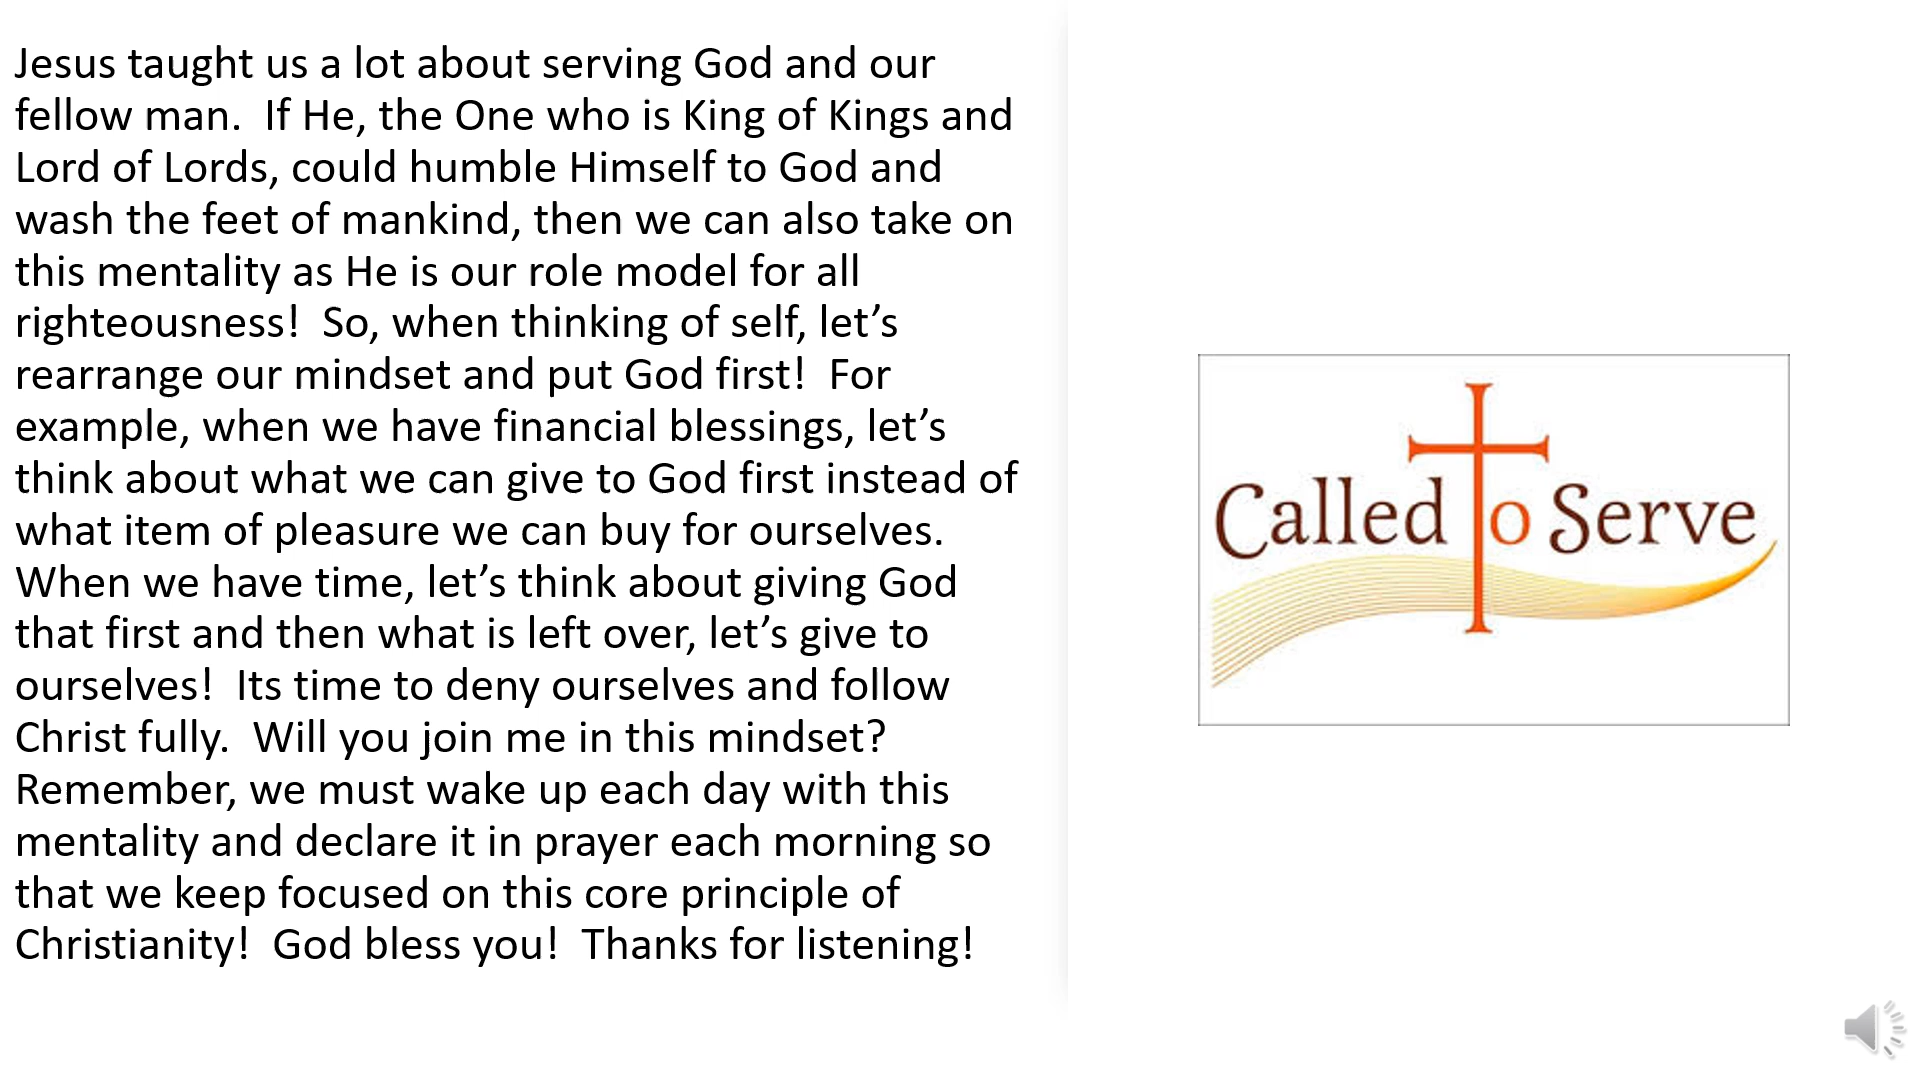 Jesus taught us a lot about serving God and our
fellow man.  If He, the One who is King of Kings and
Lord of Lords, could humble Himself to God and
wash the feet of mankind, then we can also take on
this mentality as He is our role model for all
righteousness!  So, when thinking of self, let’s
rearrange our mindset and put God first!  For
example, when we have financial blessings, let’s
think about what we can give to God first instead of
what item of pleasure we can buy for ourselves.
When we have time, let’s think about giving God
that first and then what is left over, let’s give to
ourselves!  Its time to deny ourselves and follow
Christ fully.  Will you join me in this mindset?
Remember, we must wake up each day with this
mentality and declare it in prayer each morning so
that we keep focused on this core principle of
Christianity!  God bless you!  Thanks for listening!
Called to Serve